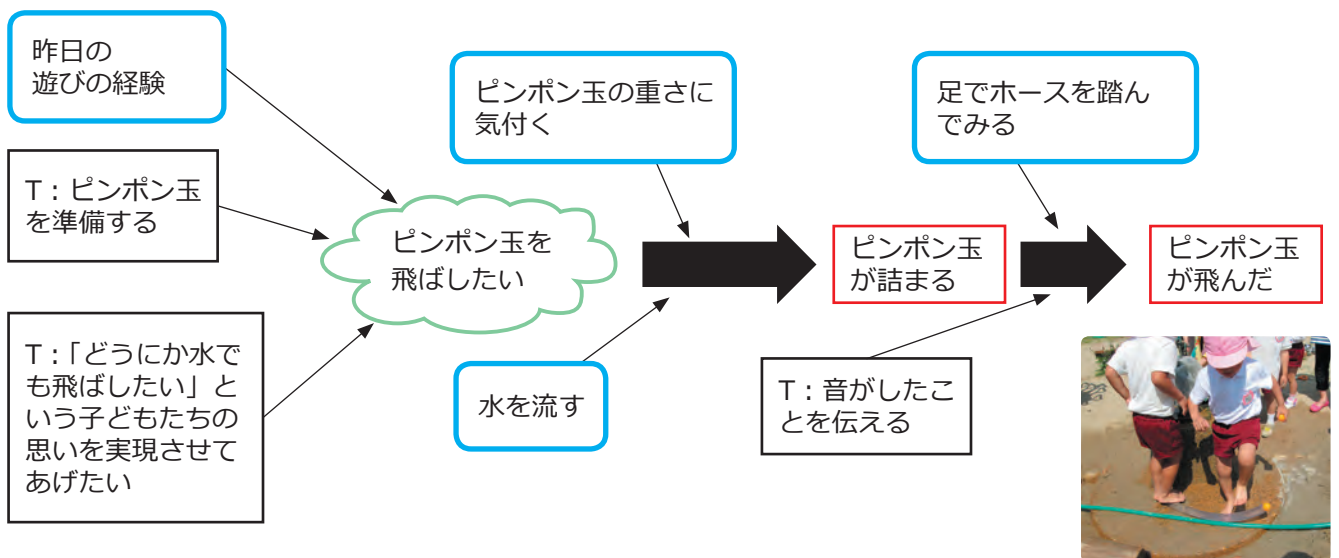 昨日の
遊びの経験
T：ピンポン玉
を準備する
T：「どうにか水で
も飛ばしたい」と
いう子どもたちの
思いを実現させて
あげたい
ピンポン玉を
飛ばしたい
ピンポン玉の重さに
気付く
水を流す
ピンポン玉
が詰まる
足でホースを踏ん
でみる
T：音がしたこ
とを伝える
ピンポン玉
が飛んだ